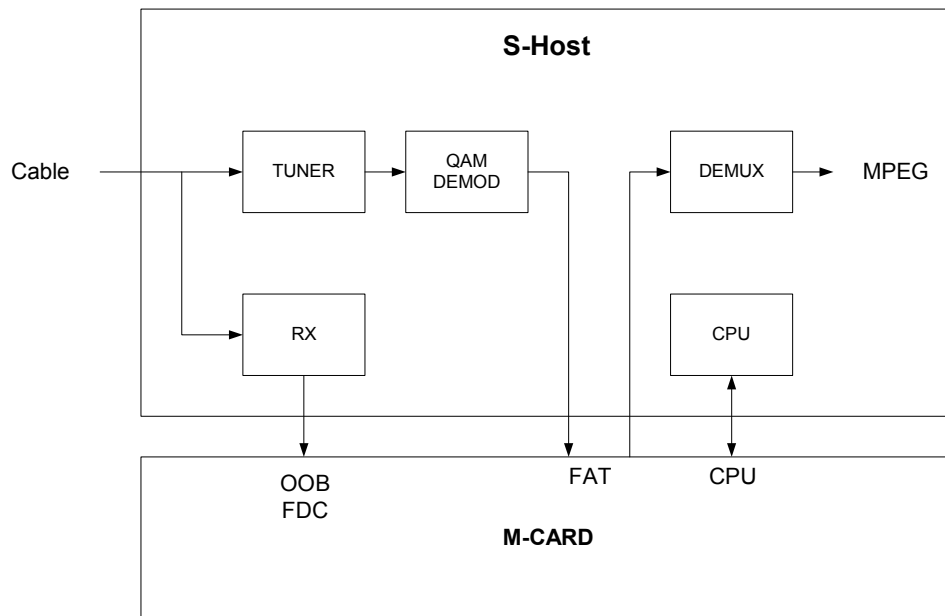 S-Host
Cable
TUNER
QAM
DEMOD
DEMUX
MPEG
RX
CPU
OOB
FDC
FAT
CPU
M-CARD